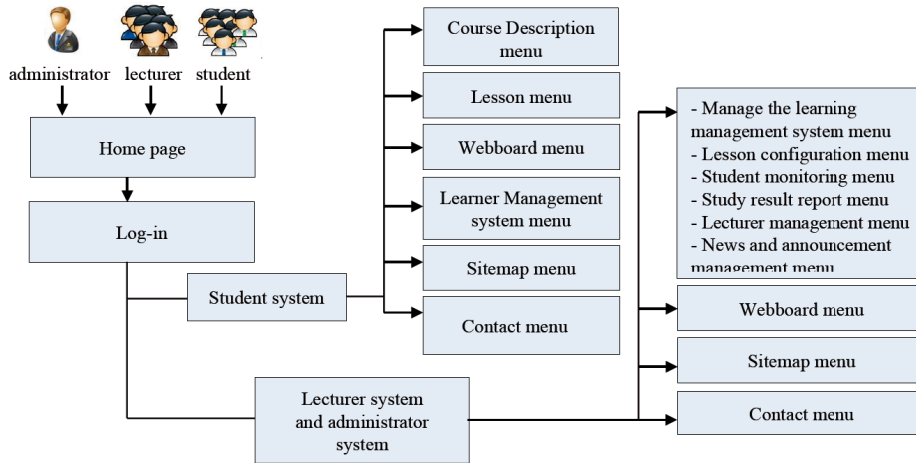 administrator
lecturer
student
Home page
Log-in
Student system
Lecturer system
and administrator
system
Course Description
menu
Lesson menu
Webboard menu
Learner Management
system menu
Sitemap menu
Contact menu
- Manage the learning
management system menu
- Lesson configuration menu
- Student monitoring menu
- Study result report menu
- Lecturer management menu
- News and announcement
management menu
Webboard menu
Sitemap menu
Contact menu